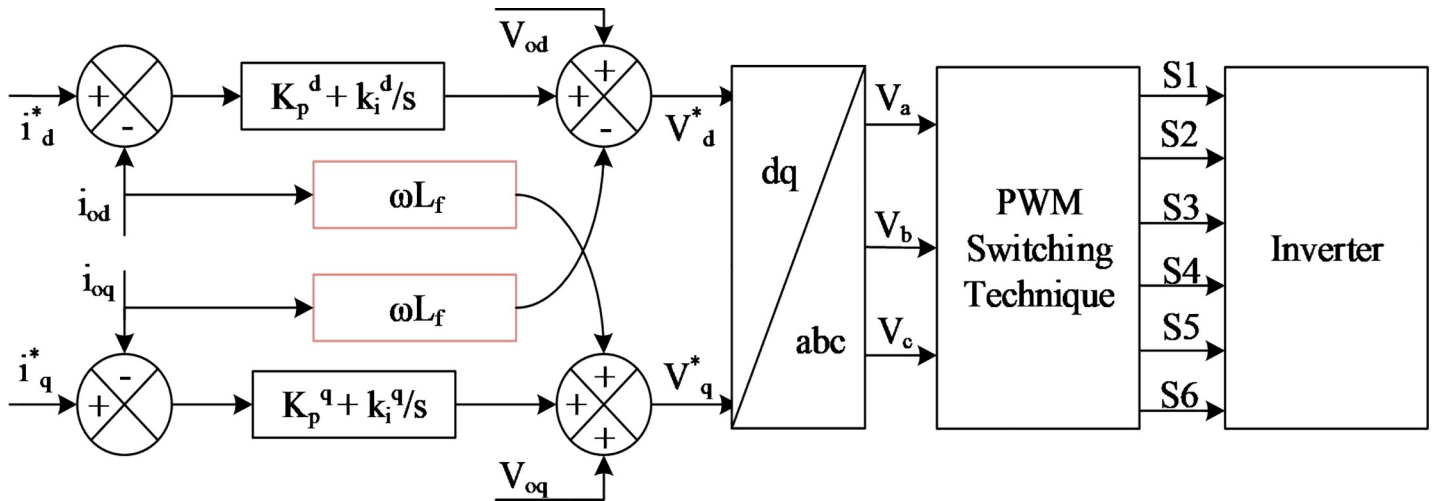 V_od
i*_d
+
-
K_p^d + k_i^d/s
+
+
-
V*_d
i_od
ωL_f
i_oq
ωL_f
i*_q
-
+
K_p^q + k_i^q/s
+
+
+
V*_q
V_oq
dq
abc
V_a
V_b
V_c
PWM
Switching
Technique
S1
S2
S3
S4
S5
S6
Inverter